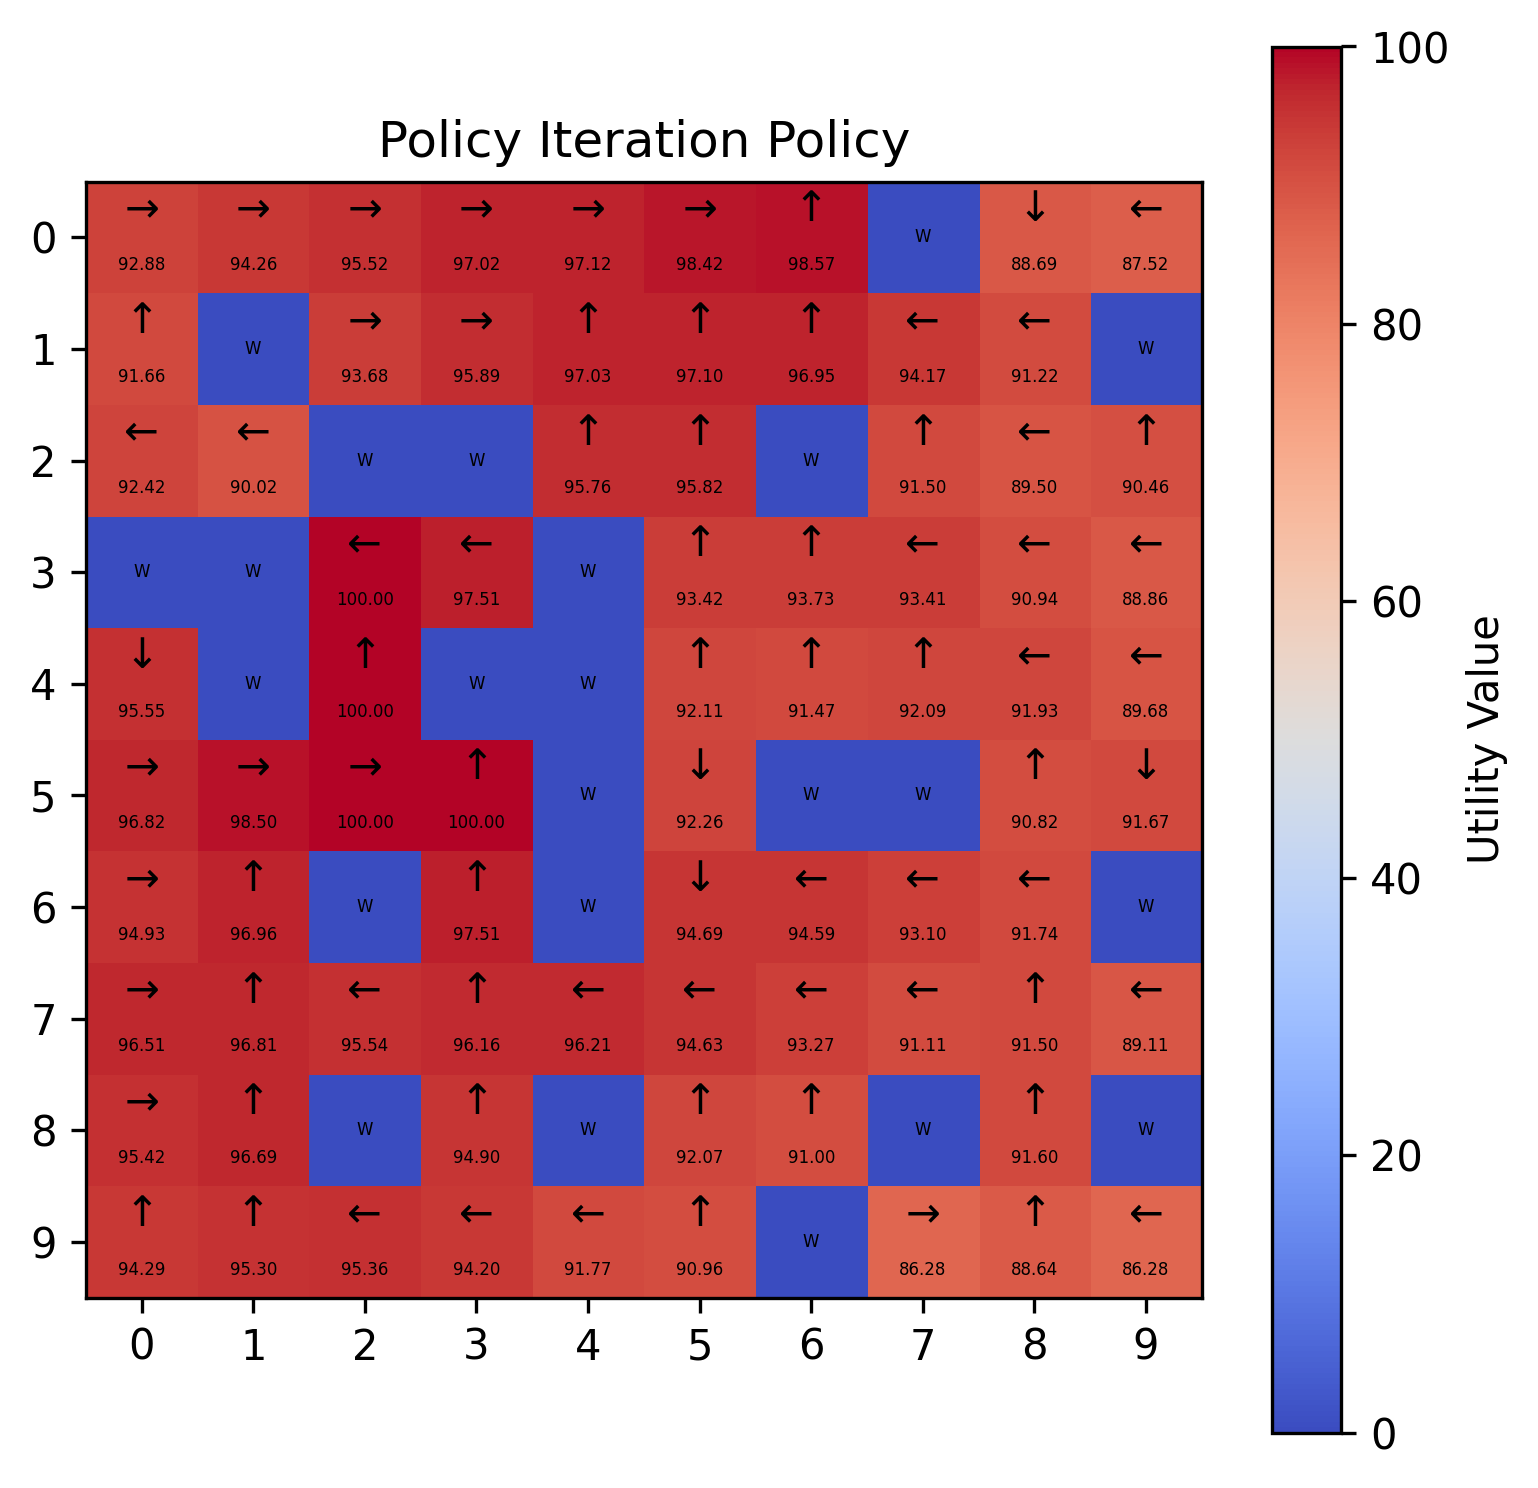 Policy Iteration Policy
0 → → → → → → ↑ W ↓ ←
92.88 94.26 95.52 97.02 97.12 98.42 98.57 88.69 87.52
1 ↑ W → → ↑ ↑ ↑ ← ← W
91.66 93.68 95.89 97.03 97.10 96.95 94.17 91.22
2 ← ← W W ↑ ↑ W ↑ ← ↑
92.42 90.02 95.76 95.82 91.50 89.50 90.46
3 W W ← ← W ↑ ↑ ← ← ←
100.00 97.51 93.42 93.73 93.41 90.94 88.86
4 ↓ W ↑ W W ↑ ↑ ↑ ← ←
95.55 100.00 92.11 91.47 92.09 91.93 89.68
5 → → → ↑ W ↓ W W ↑ ↓
96.82 98.50 100.00 100.00 92.26 90.82 91.67
6 → ↑ W ↑ W ↓ ← ← ← W
94.93 96.96 97.51 94.69 94.59 93.10 91.74
7 → ↑ ← ↑ ← ← ← ← ↑ ←
96.51 96.81 95.54 96.16 96.21 94.63 93.27 91.11 91.50 89.11
8 → ↑ W ↑ W ↑ ↑ W ↑ W
95.42 96.69 94.90 92.07 91.00 91.60
9 ↑ ↑ ← ← ← ↑ W → ↑ ←
94.29 95.30 95.36 94.20 91.77 90.96 86.28 88.64 86.28
0 1 2 3 4 5 6 7 8 9
100
80
60
40
20
0
Utility Value